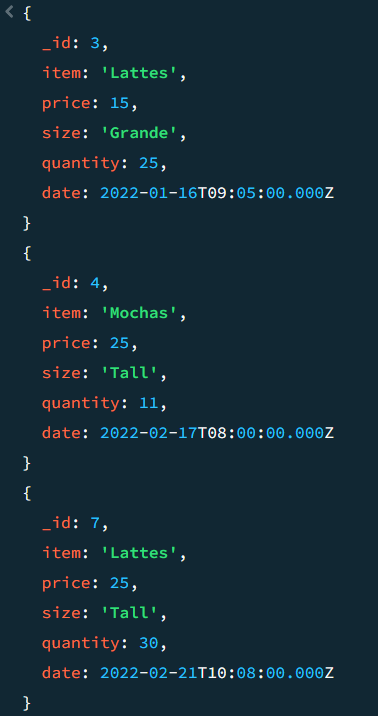 {
_id: 3,
item: 'Lattes',
price: 15,
size: 'Grande',
quantity: 25,
date: 2022-01-16T09:05:00.000Z
}
{
_id: 4,
item: 'Mochas',
price: 25,
size: 'Tall',
quantity: 11,
date: 2022-02-17T08:00:00.000Z
}
{
_id: 7,
item: 'Lattes',
price: 25,
size: 'Tall',
quantity: 30,
date: 2022-02-21T10:08:00.000Z
}